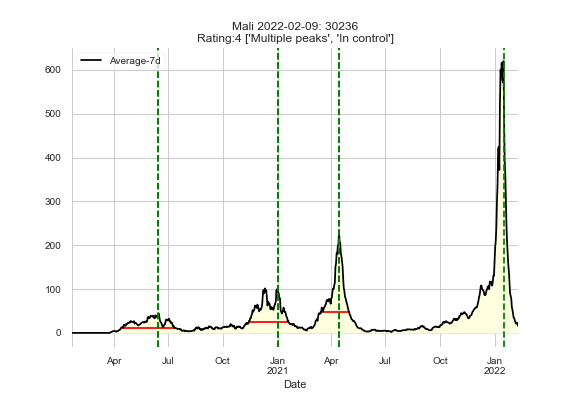 Mali 2022-02-09: 30236
Rating:4 ['Multiple peaks', 'In control']
Average-7d
600
500
400
300
200
100
0
Apr Jul Oct Jan Apr Jul Oct Jan
2021 2022
Date